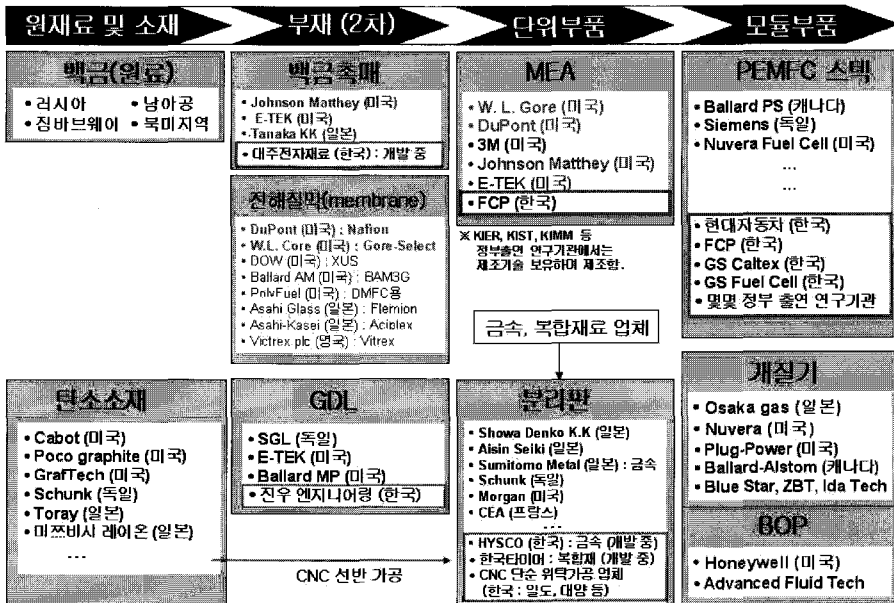 원재료 및 소재
부재 (2차)
단위부품
모듈부품
백금(원료)
• 러시아 • 남아공
• 짐바브웨이 • 북미지역
백금촉매
• Johnson Matthey (미국)
• E-TEK (미국)
• Tanaka KK (일본)
• 대주전자재료 (한국) : 개발 중
전해질막(membrane)
• DuPont (미국) : Nafion
• W.L. Core (미국) : Gore-Select
• DOW (미국) : XUS
• Ballard AM (미국) : BAM3G
• PolyFuel (미국) : DMFC용
• Asahi Glass (일본) : Flemion
• Asahi-Kasei (일본) : Aciplex
• Victrex plc (영국) : Vitrex
MEA
• W. L. Gore (미국)
• DuPont (미국)
• 3M (미국)
• Johnson Matthey (미국)
• E-TEK (미국)
• FCP (한국)
※ KIER, KIST, KIMM 등
정부출연 연구기관에서는
제조기술 보유하며 제조함.
PEMFC 스택
• Ballard PS (캐나다)
• Siemens (독일)
• Nuvera Fuel Cell (미국)
...
...
• 현대자동차 (한국)
• FCP (한국)
• GS Caltex (한국)
• GS Fuel Cell (한국)
• 몇몇 정부 출연 연구기관
금속, 복합재료 업체
탄소소재
• Cabot (미국)
• Poco graphite (미국)
• GrafTech (미국)
• Schunk (독일)
• Toray (일본)
• 미쯔비시 레이온 (일본)
...
GDL
• SGL (독일)
• E-TEK (미국)
• Ballard MP (미국)
• 진우 엔지니어링 (한국)
CNC 선반 가공
분리판
• Showa Denko K.K (일본)
• Aisin Seiki (일본)
• Sumitomo Metal (일본) : 금속
• Schunk (독일)
• Morgan (미국)
• CEA (프랑스)
...
• HYSCO (한국) : 금속 (개발 중)
• 한국타이어 : 복합재 (개발 중)
• CNC 단순 위탁가공 업체
(한국 : 밀도, 대양 등)
개질기
• Osaka gas (일본)
• Nuvera (미국)
• Plug-Power (미국)
• Ballard-Alstom (캐나다)
• Blue Star, ZBT, Ida Tech
BOP
• Honeywell (미국)
• Advanced Fluid Tech